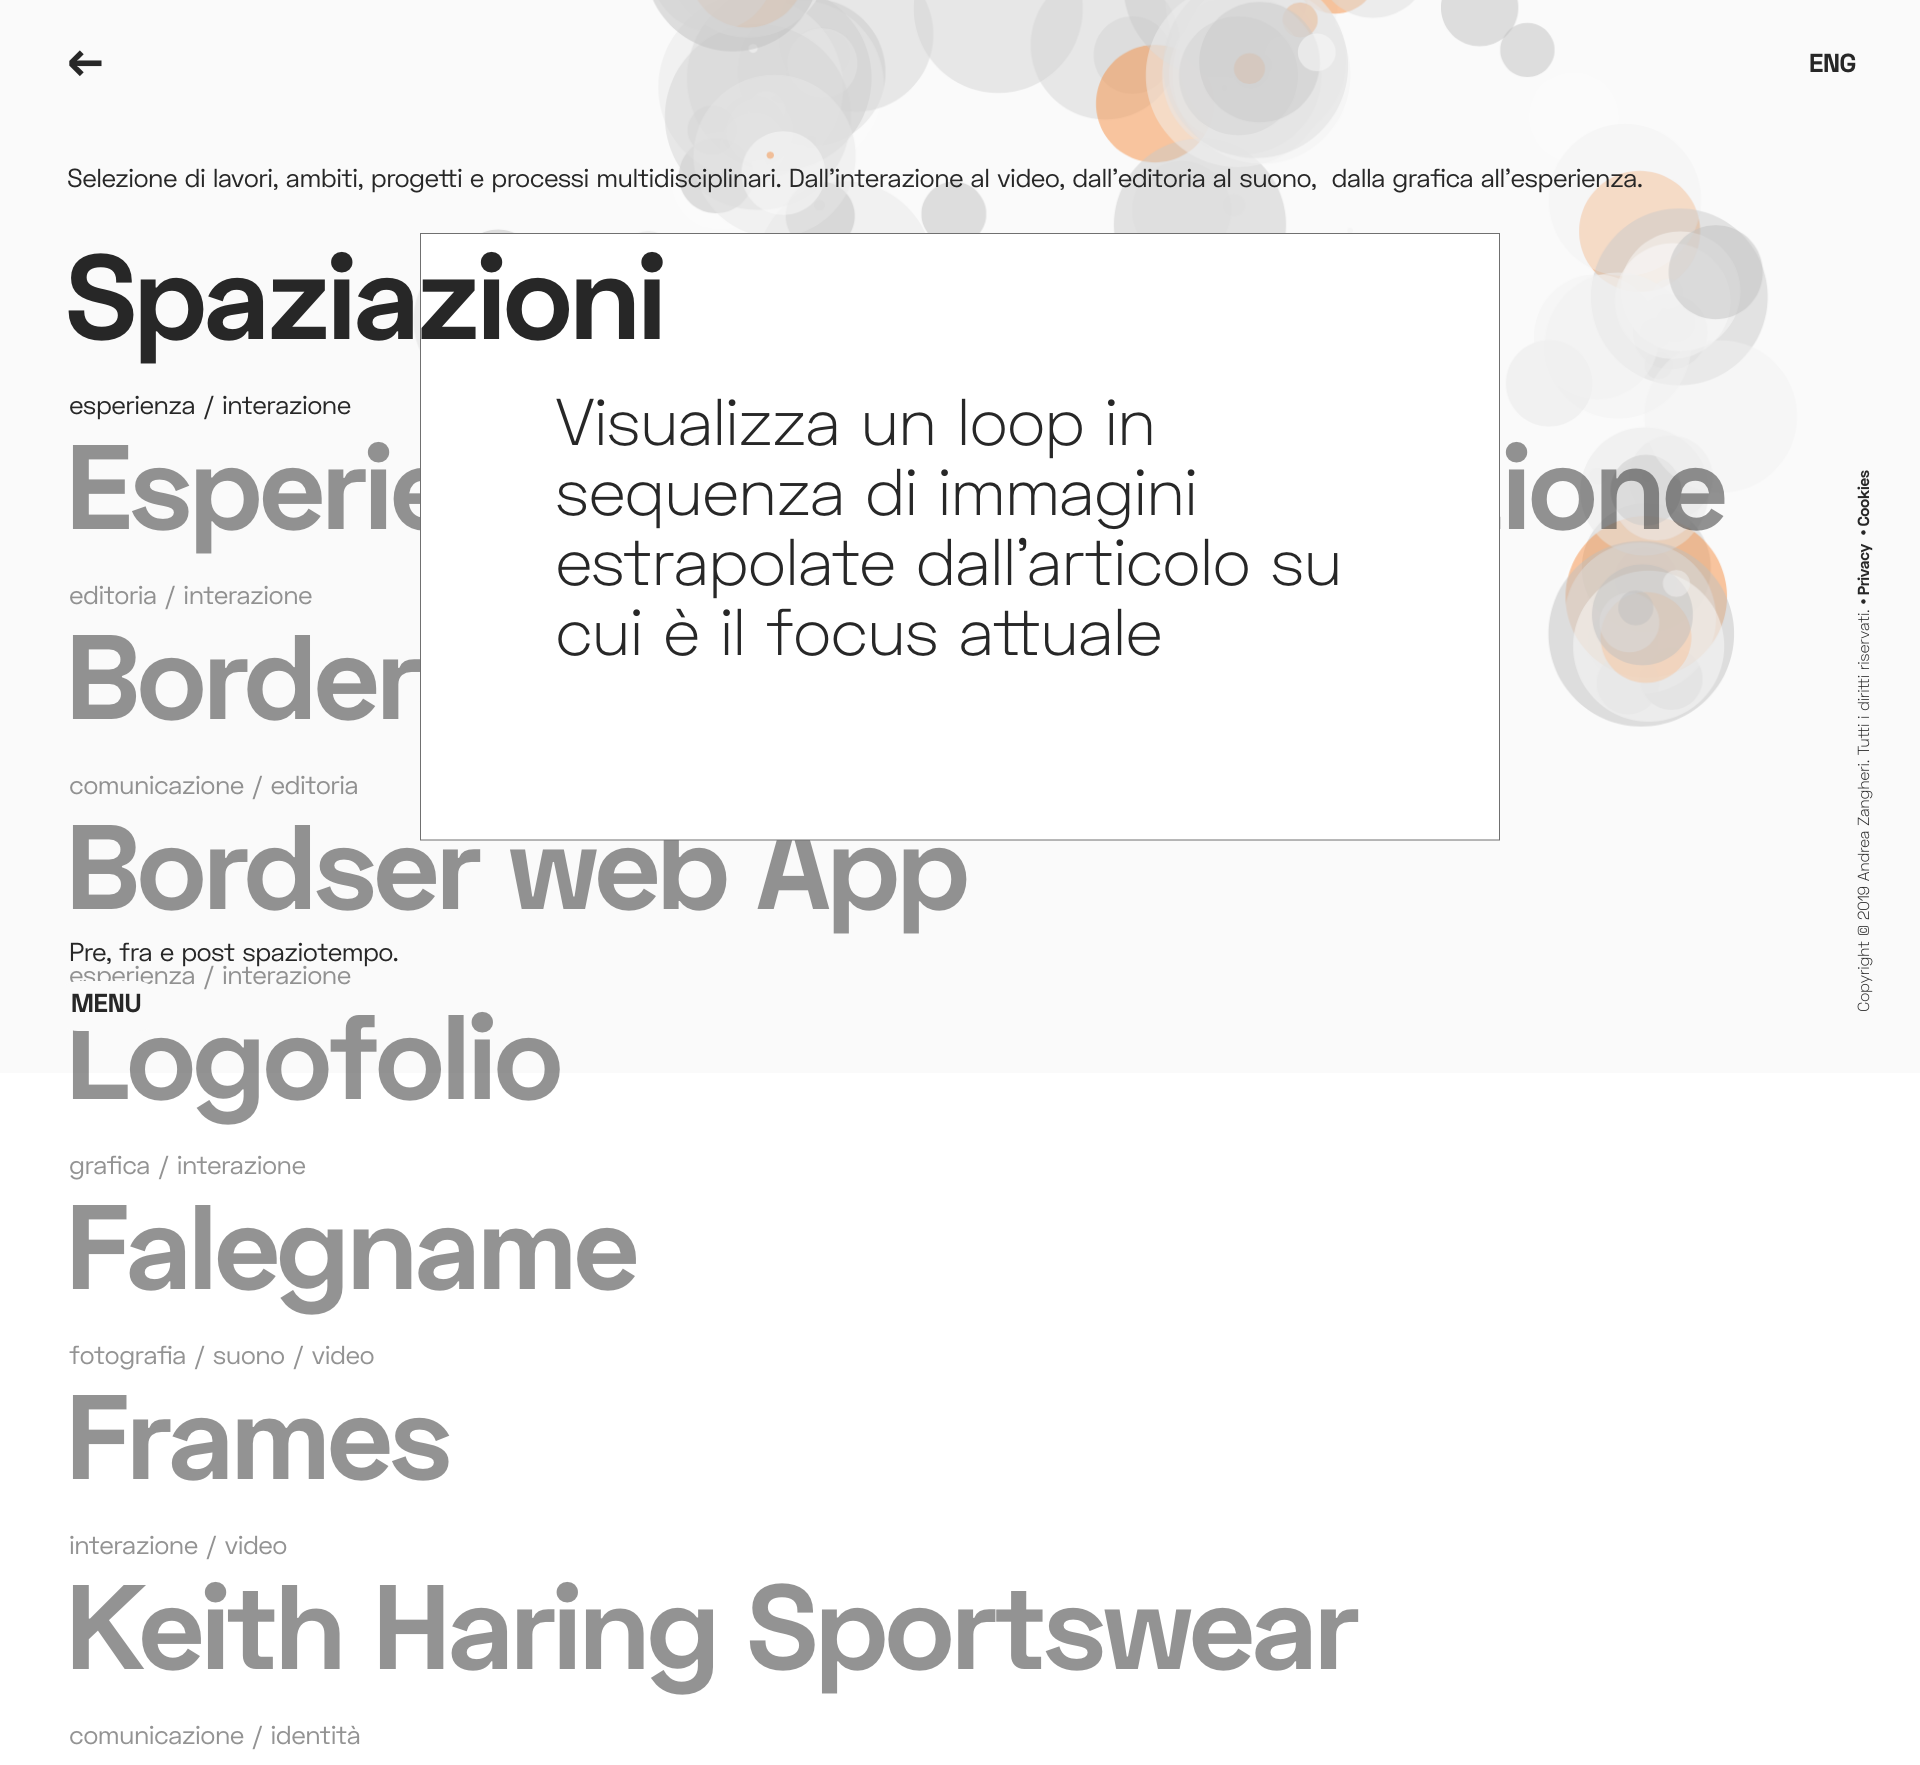 ENG
Selezione di lavori, ambiti, progetti e processi multidisciplinari. Dall'interazione al video, dall'editoria al suono,  dalla grafica all'esperienza.
Spaziazioni
esperienza / interazione
Visualizza un loop in
sequenza di immagini
estrapolate dall'articolo su
cui è il focus attuale
editoria / interazione
Border
comunicazione / editoria
Bordser web App
Pre, fra e post spaziotempo.
esperienza / interazione
MENU
Logofolio
grafica / interazione
Falegname
fotografia / suono / video
Frames
interazione / video
Keith Haring Sportswear
comunicazione / identità
Copyright © 2019 Andrea Zangheri. Tutti i diritti riservati. • Privacy • Cookies